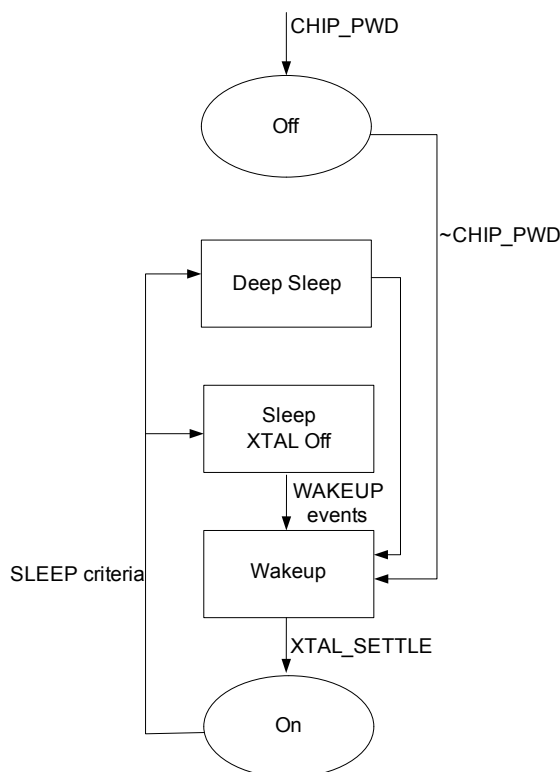 CHIP_PWD
Off
~CHIP_PWD
Deep Sleep
Sleep
XTAL Off
WAKEUP
events
SLEEP criteria
Wakeup
XTAL_SETTLE
On